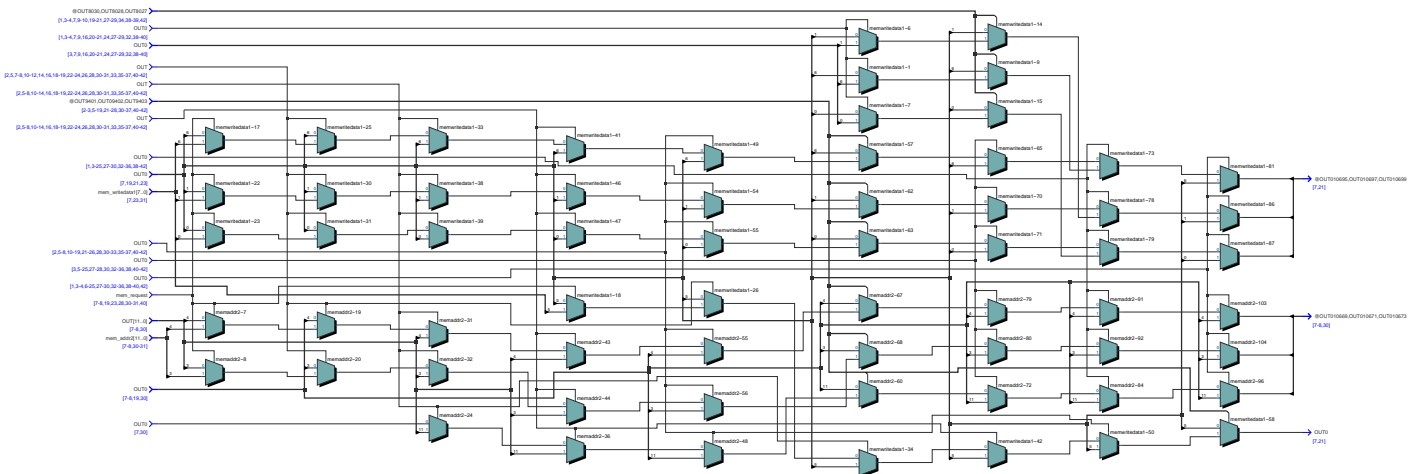 @OUT8030,OUT8028,OUT8027
[1,3-4,7,9-10,19-21,27-29,34,38-39,42]
OUT0
[1,3-4,7,9,16,20-21,24,27-29,32,38-40]
OUT0
[3,7,9,16,20-21,24,27-29,32,38-40]
OUT
[2,5,7-8,10-12,14,16,18-19,22-24,26,28,30-31,33,35-37,40-42]
OUT
[2,5-8,10-14,16,18-19,22-24,26,28,30-31,33,35-37,40-42]
@OUT9401,OUT09402,OUT9403
[2-3,5-19,21-28,30-37,40-42]
OUT
[2,5-8,10-14,16,18-19,22-24,26,28,30-31,33,35-37,40-42]
OUT0
[1,3-25,27-30,32-36,38-42]
OUT0
[7,19,21,23]
mem_writedata1[7..0]
[7,23,31]
OUT0
[2,5-8,10-19,21-26,28,30-33,35-37,40-42]
OUT0
[3,5-25,27-28,30,32-36,38,40-42]
OUT0
[1,3-4,6-25,27-30,32-36,38-40,42]
mem_request
[7-8,19,23,28,30-31,40]
OUT[11..0]
[7-8,30]
mem_addr2[11..0]
[7-8,30-31]
OUT0
[7-8,19,30]
OUT0
[7,30]
memwritedata1-6
memwritedata1-14
memwritedata1-1
memwritedata1-9
memwritedata1-7
memwritedata1-15
memwritedata1-17
memwritedata1-25
memwritedata1-33
memwritedata1-41
memwritedata1-49
memwritedata1-57
memwritedata1-65
memwritedata1-73
memwritedata1-81
memwritedata1-22
memwritedata1-30
memwritedata1-38
memwritedata1-46
memwritedata1-54
memwritedata1-62
memwritedata1-70
memwritedata1-78
memwritedata1-86
memwritedata1-23
memwritedata1-31
memwritedata1-39
memwritedata1-47
memwritedata1-55
memwritedata1-63
memwritedata1-71
memwritedata1-79
memwritedata1-87
memwritedata1-18
memwritedata1-26
memaddr2-67
memaddr2-79
memaddr2-91
memaddr2-103
memaddr2-7
memaddr2-19
memaddr2-31
memaddr2-43
memaddr2-55
memaddr2-68
memaddr2-80
memaddr2-92
memaddr2-104
memaddr2-8
memaddr2-20
memaddr2-32
memaddr2-44
memaddr2-56
memaddr2-60
memaddr2-72
memaddr2-84
memaddr2-96
memaddr2-24
memaddr2-36
memaddr2-48
memwritedata1-34
memwritedata1-42
memwritedata1-50
memwritedata1-58
@OUT010695,OUT010697,OUT010699
[7,21]
@OUT010669,OUT010671,OUT010673
[7-8,30]
OUT0
[7,21]